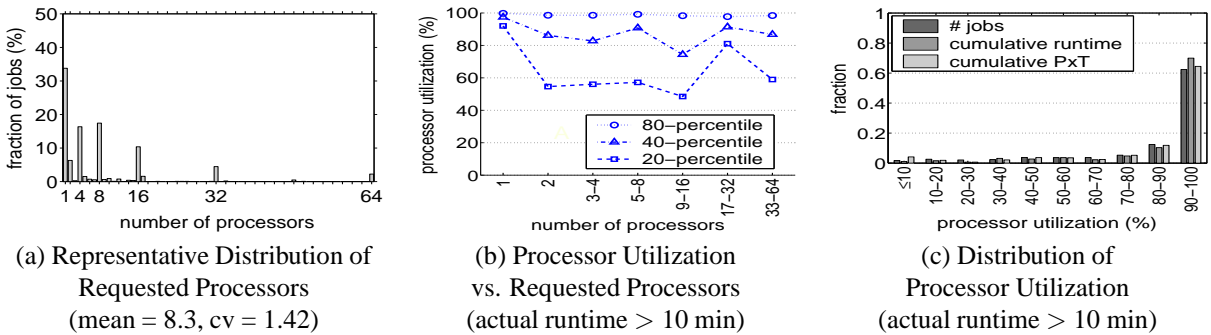 50
40
30
20
10
0
fraction of jobs (%)
1 4 8 16 32 64
number of processors
(a) Representative Distribution of
Requested Processors
(mean = 8.3, cv = 1.42)
100
80
60
40
20
0
processor utilization (%)
80−percentile
40−percentile
20−percentile
1 2 3−4 5−8 9−16 17−32 33−64
number of processors
(b) Processor Utilization
vs. Requested Processors
(actual runtime > 10 min)
1
0.8
0.6
0.4
0.2
0
fraction
# jobs
cumulative runtime
cumulative PxT
≤10 10−20 20−30 30−40 40−50 50−60 60−70 70−80 80−90 90−100
processor utilization (%)
(c) Distribution of
Processor Utilization
(actual runtime > 10 min)